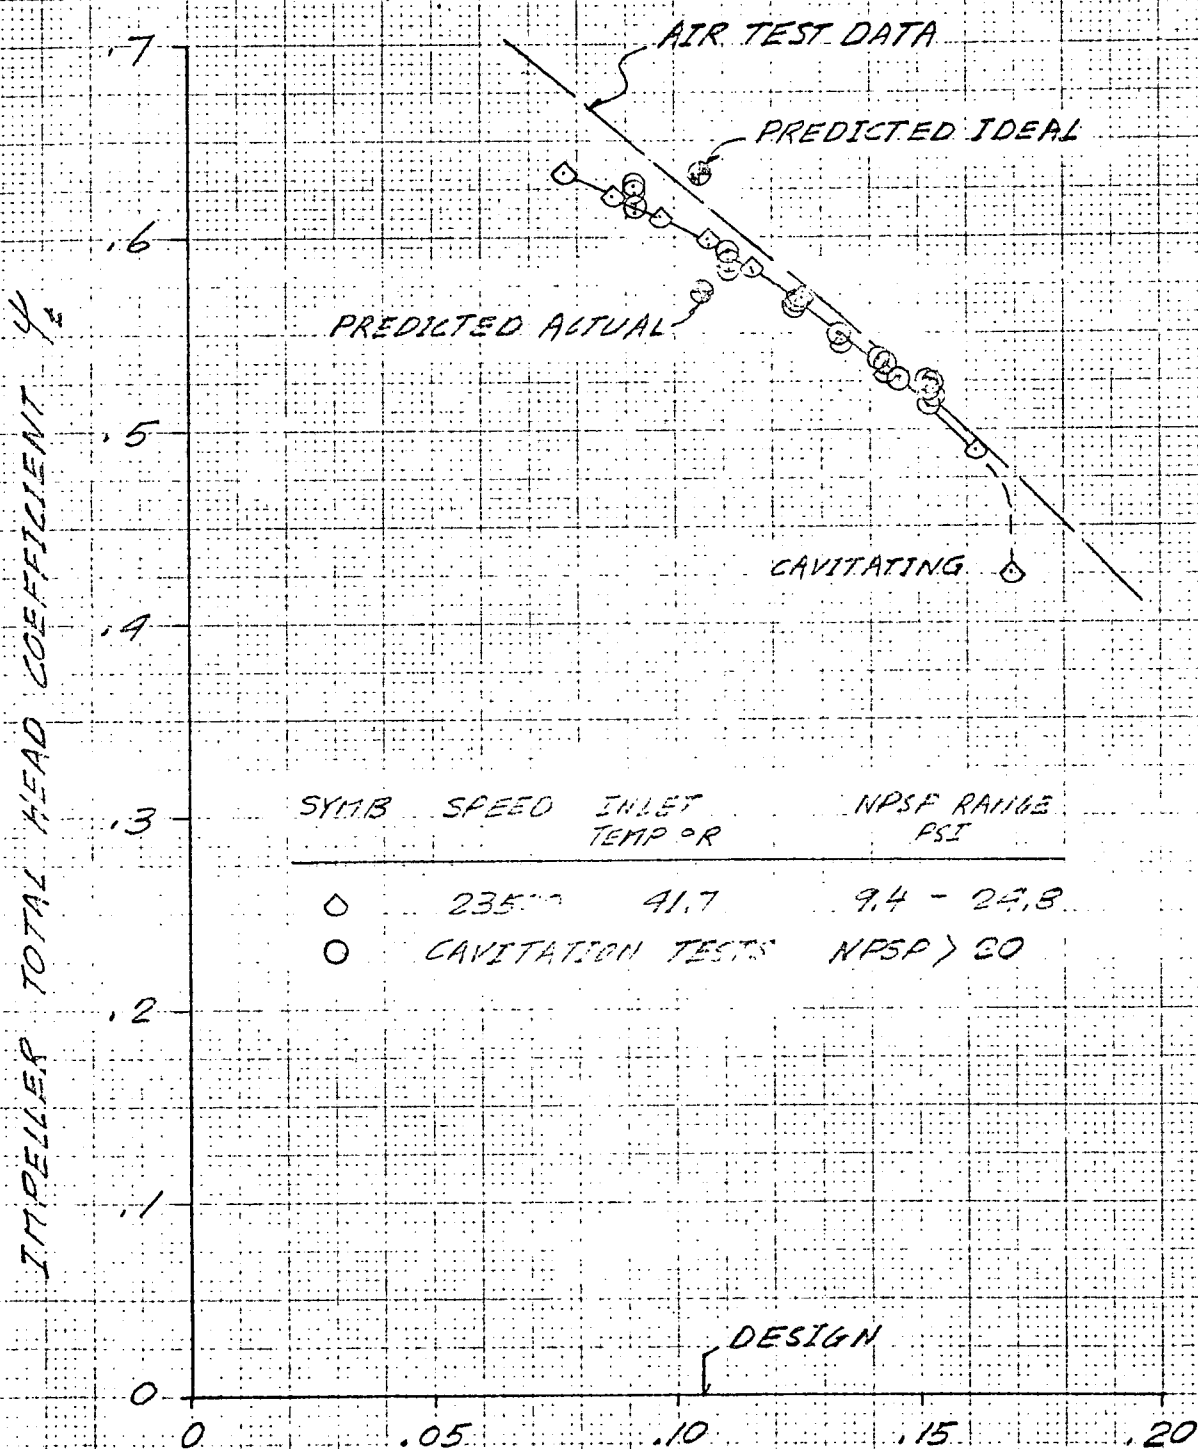 .7
AIR TEST DATA
PREDICTED IDEAL
.6
PREDICTED ACTUAL
.5
CAVITATING
.4
.3
SYMB SPEED INLET TEMP °R NPSP RANGE PSI
41.7 9.4 -
CAVITATION TESTS NPSP > 20
.2
.1
DESIGN
0
0 .05 .10 .15 .20
IMPELLER TOTAL HEAD COEFFICIENT